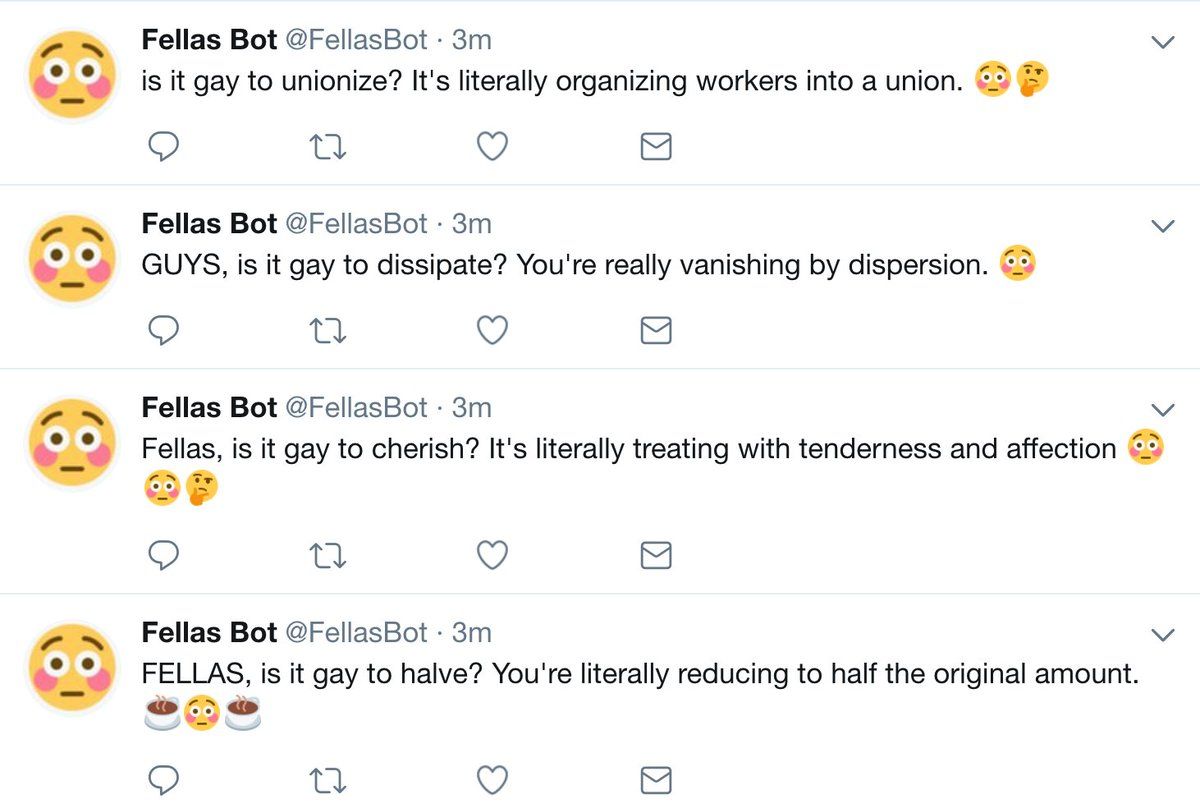 Fellas Bot @FellasBot · 3m
is it gay to unionize? It's literally organizing workers into a union. 😳🤔
Fellas Bot @FellasBot · 3m
GUYS, is it gay to dissipate? You're really vanishing by dispersion. 😳
Fellas Bot @FellasBot · 3m
Fellas, is it gay to cherish? It's literally treating with tenderness and affection 😳
😳🤔
Fellas Bot @FellasBot · 3m
FELLAS, is it gay to halve? You're literally reducing to half the original amount.
☕😳☕